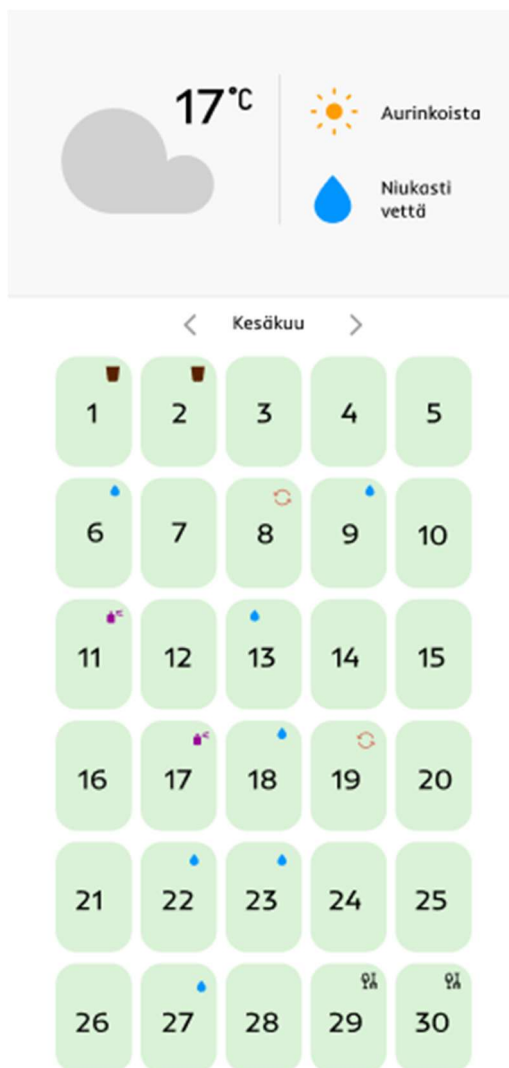 17°C
Aurinkoista
Niukasti
vettä
Kesäkuu
1 2 3 4 5
6 7 8 9 10
11 12 13 14 15
16 17 18 19 20
21 22 23 24 25
26 27 28 29 30